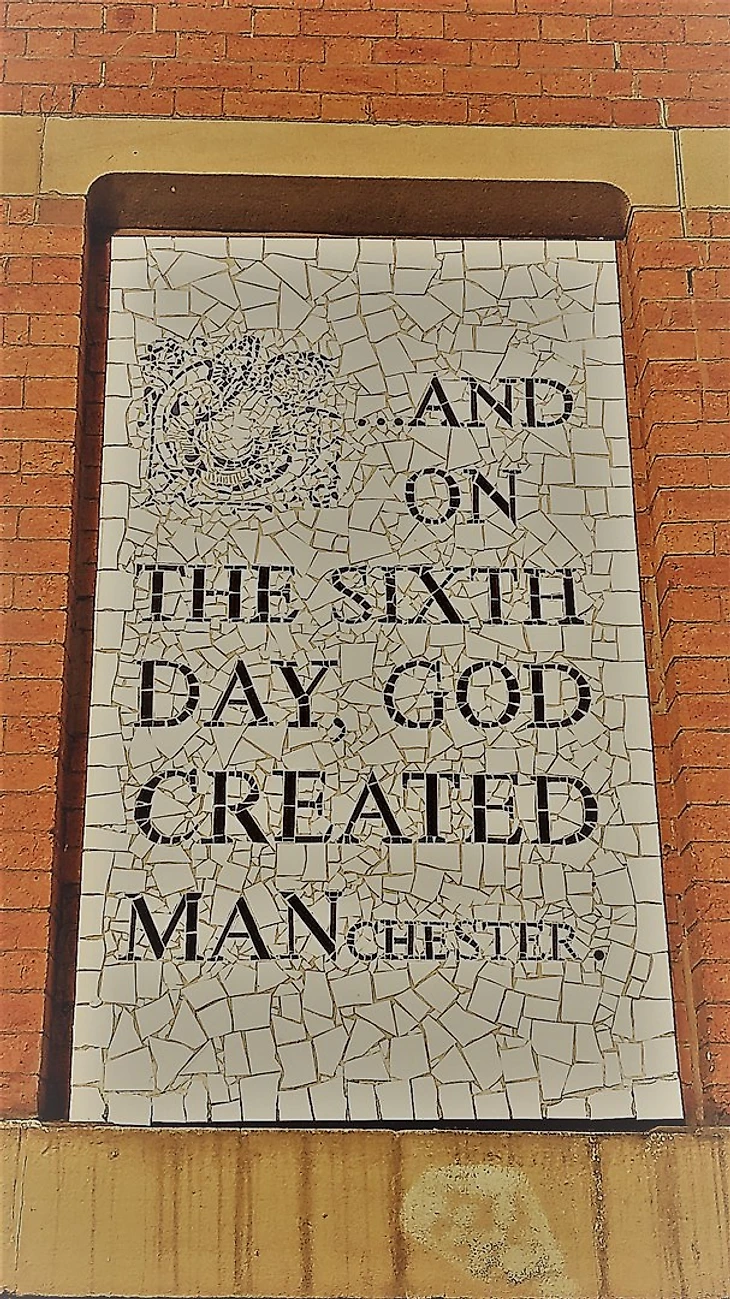 ...AND
ON
THE SIXTH
DAY, GOD
CREATED
MANCHESTER.